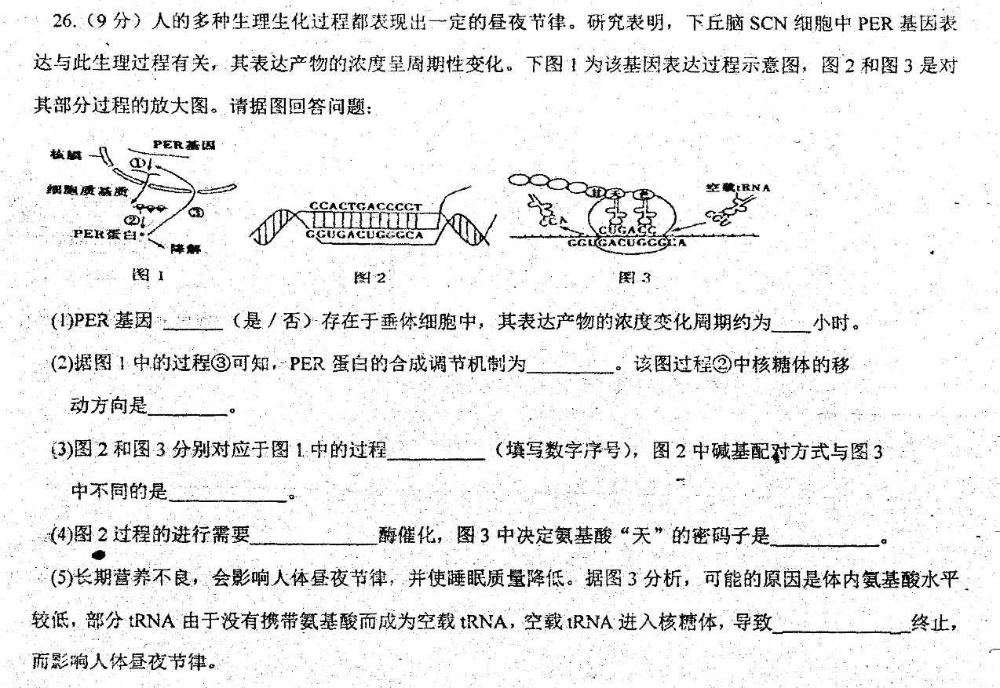 26.（9 分）人的多种生理生化过程都表现出一定的昼夜节律。研究表明，下丘脑 SCN 细胞中 PER 基因表
达与此生理过程有关，其表达产物的浓度呈周期性变化。下图 1 为该基因表达过程示意图，图 2 和图 3 是对
其部分过程的放大图。请据图回答问题：
PER基因
核膜
①
细胞质基质
②
③
PER蛋白
降解
图 1
CCACTGACCCGT
GGUGACUGGGCA
图 2
甘 天 色
空载tRNA
CCA
CUGACC
CGU
GGUGACUGGGCA
图 3
(1)PER 基因 ______（是 / 否）存在于垂体细胞中，其表达产物的浓度变化周期约为____小时。
(2)据图 1 中的过程③可知，PER 蛋白的合成调节机制为_________。该图过程②中核糖体的移
动方向是________。
(3)图 2 和图 3 分别对应于图 1 中的过程__________（填写数字序号），图 2 中碱基配对方式与图 3
中不同的是____________。
(4)图 2 过程的进行需要_____________酶催化，图 3 中决定氨基酸“天”的密码子是___________。
(5)长期营养不良，会影响人体昼夜节律，并使睡眠质量降低。据图 3 分析，可能的原因是体内氨基酸水平
较低，部分 tRNA 由于没有携带氨基酸而成为空载 tRNA，空载 tRNA 进入核糖体，导致______________终止，
而影响人体昼夜节律。